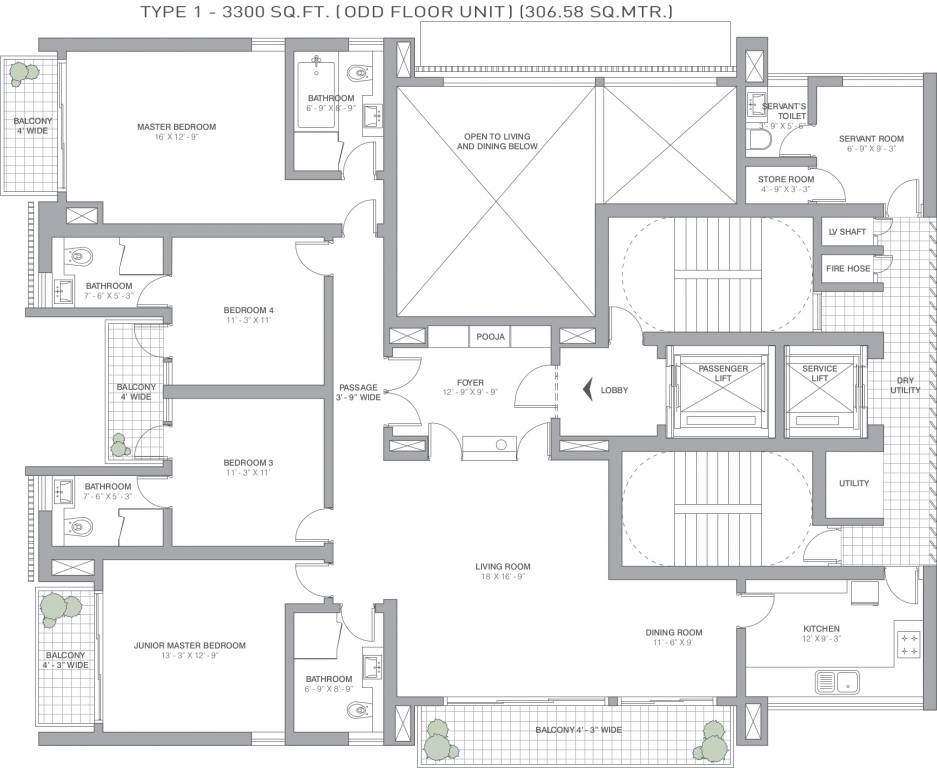 TYPE 1 - 3300 SQ.FT. (ODD FLOOR UNIT) (306.58 SQ.MTR.)
BALCONY
4' WIDE
MASTER BEDROOM
16' X 12' - 9"
BATHROOM
6' - 9" X 8' - 9"
OPEN TO LIVING
AND DINING BELOW
SERVANT'S
TOILET
- 9" X 5' - 6"
SERVANT ROOM
6' - 9" X 9' - 3"
STORE ROOM
4' - 9" X 3' - 3"
LV SHAFT
FIRE HOSE
BATHROOM
7' - 6" X 5' - 3"
BEDROOM 4
11' - 3" X 11'
POOJA
BALCONY
4' WIDE
PASSAGE
3' - 9" WIDE
FOYER
12' - 9" X 9' - 9"
LOBBY
PASSENGER
LIFT
SERVICE
LIFT
DRY
UTILITY
BEDROOM 3
11' - 3" X 11'
BATHROOM
7' - 6" X 5' - 3"
UTILITY
LIVING ROOM
18' X 16' - 9"
BALCONY
4' - 3" WIDE
JUNIOR MASTER BEDROOM
13' - 3" X 12' - 9"
BATHROOM
6' - 9" X 8' - 9"
DINING ROOM
11' - 6" X 9'
KITCHEN
12' X 9' - 3"
BALCONY 4' - 3" WIDE